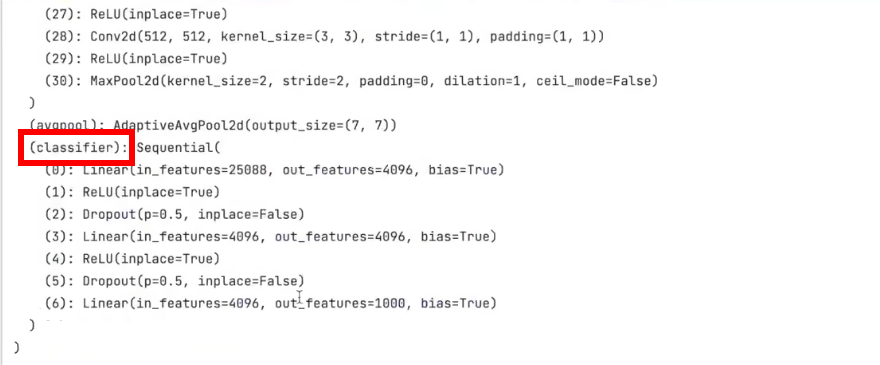 (27): ReLU(inplace=True)
(28): Conv2d(512, 512, kernel_size=(3, 3), stride=(1, 1), padding=(1, 1))
(29): ReLU(inplace=True)
(30): MaxPool2d(kernel_size=2, stride=2, padding=0, dilation=1, ceil_mode=False)
)
(avgpool): AdaptiveAvgPool2d(output_size=(7, 7))
(classifier): Sequential(
(0): Linear(in_features=25088, out_features=4096, bias=True)
(1): ReLU(inplace=True)
(2): Dropout(p=0.5, inplace=False)
(3): Linear(in_features=4096, out_features=4096, bias=True)
(4): ReLU(inplace=True)
(5): Dropout(p=0.5, inplace=False)
(6): Linear(in_features=4096, out_features=1000, bias=True)
)
)